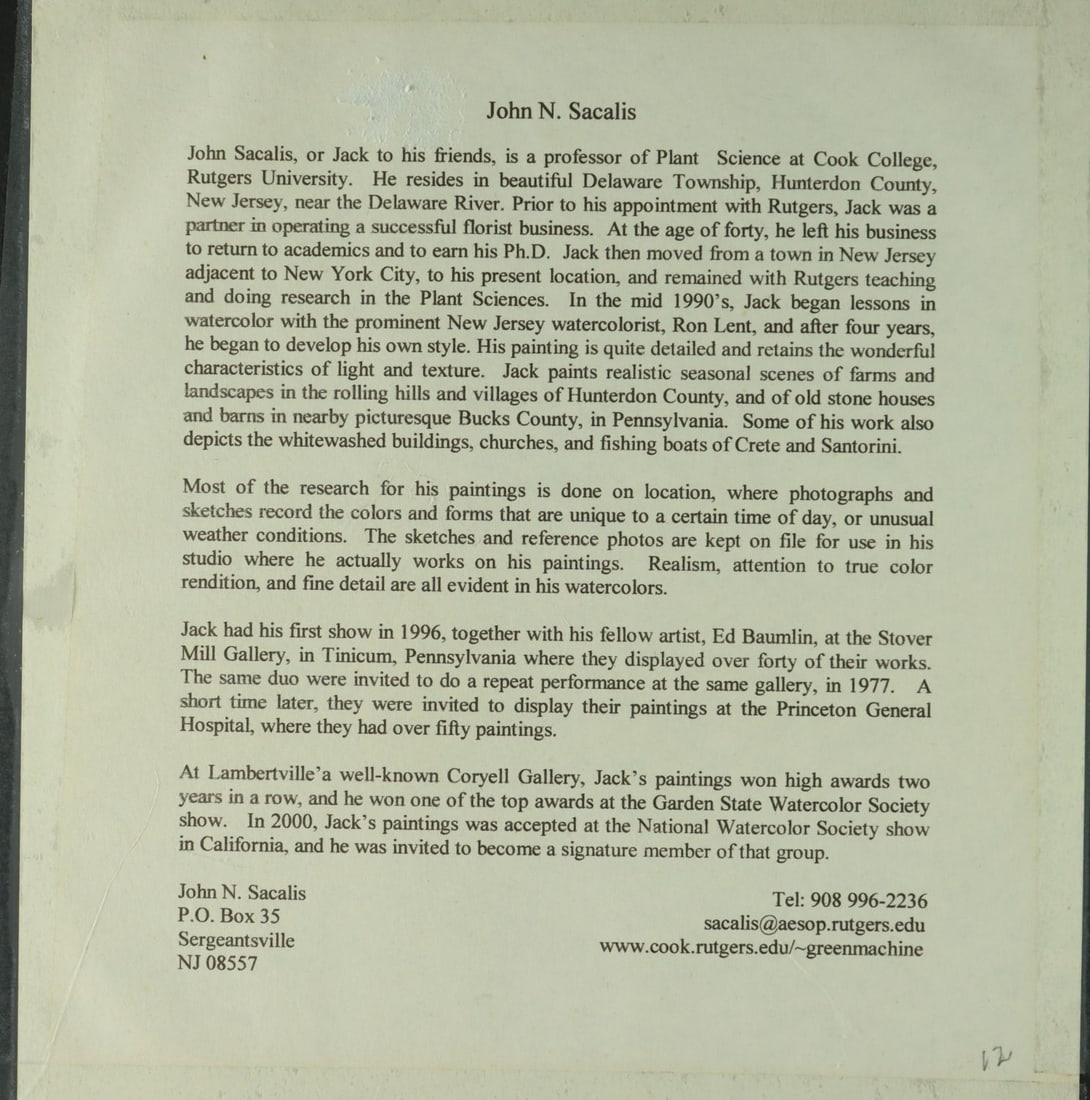 John N. Sacalis
John Sacalis, or Jack to his friends, is a professor of Plant Science at Cook College,
Rutgers University. He resides in beautiful Delaware Township, Hunterdon County,
New Jersey, near the Delaware River. Prior to his appointment with Rutgers, Jack was a
partner in operating a successful florist business. At the age of forty, he left his business
to return to academics and to earn his Ph.D. Jack then moved from a town in New Jersey
adjacent to New York City, to his present location, and remained with Rutgers teaching
and doing research in the Plant Sciences. In the mid 1990's, Jack began lessons in
watercolor with the prominent New Jersey watercolorist, Ron Lent, and after four years,
he began to develop his own style. His painting is quite detailed and retains the wonderful
characteristics of light and texture. Jack paints realistic seasonal scenes of farms and
landscapes in the rolling hills and villages of Hunterdon County, and of old stone houses
and barns in nearby picturesque Bucks County, in Pennsylvania. Some of his work also
depicts the whitewashed buildings, churches, and fishing boats of Crete and Santorini.
Most of the research for his paintings is done on location, where photographs and
sketches record the colors and forms that are unique to a certain time of day, or unusual
weather conditions. The sketches and reference photos are kept on file for use in his
studio where he actually works on his paintings. Realism, attention to true color
rendition, and fine detail are all evident in his watercolors.
Jack had his first show in 1996, together with his fellow artist, Ed Baumlin, at the Stover
Mill Gallery, in Tinicum, Pennsylvania where they displayed over forty of their works.
The same duo were invited to do a repeat performance at the same gallery, in 1977. A
short time later, they were invited to display their paintings at the Princeton General
Hospital, where they had over fifty paintings.
At Lambertville'a well-known Coryell Gallery, Jack's paintings won high awards two
years in a row, and he won one of the top awards at the Garden State Watercolor Society
show. In 2000, Jack's paintings was accepted at the National Watercolor Society show
in California, and he was invited to become a signature member of that group.
John N. Sacalis
P.O. Box 35
Sergeantsville
NJ 08557
Tel: 908 996-2236
sacalis@aesop.rutgers.edu
www.cook.rutgers.edu/~greenmachine
12